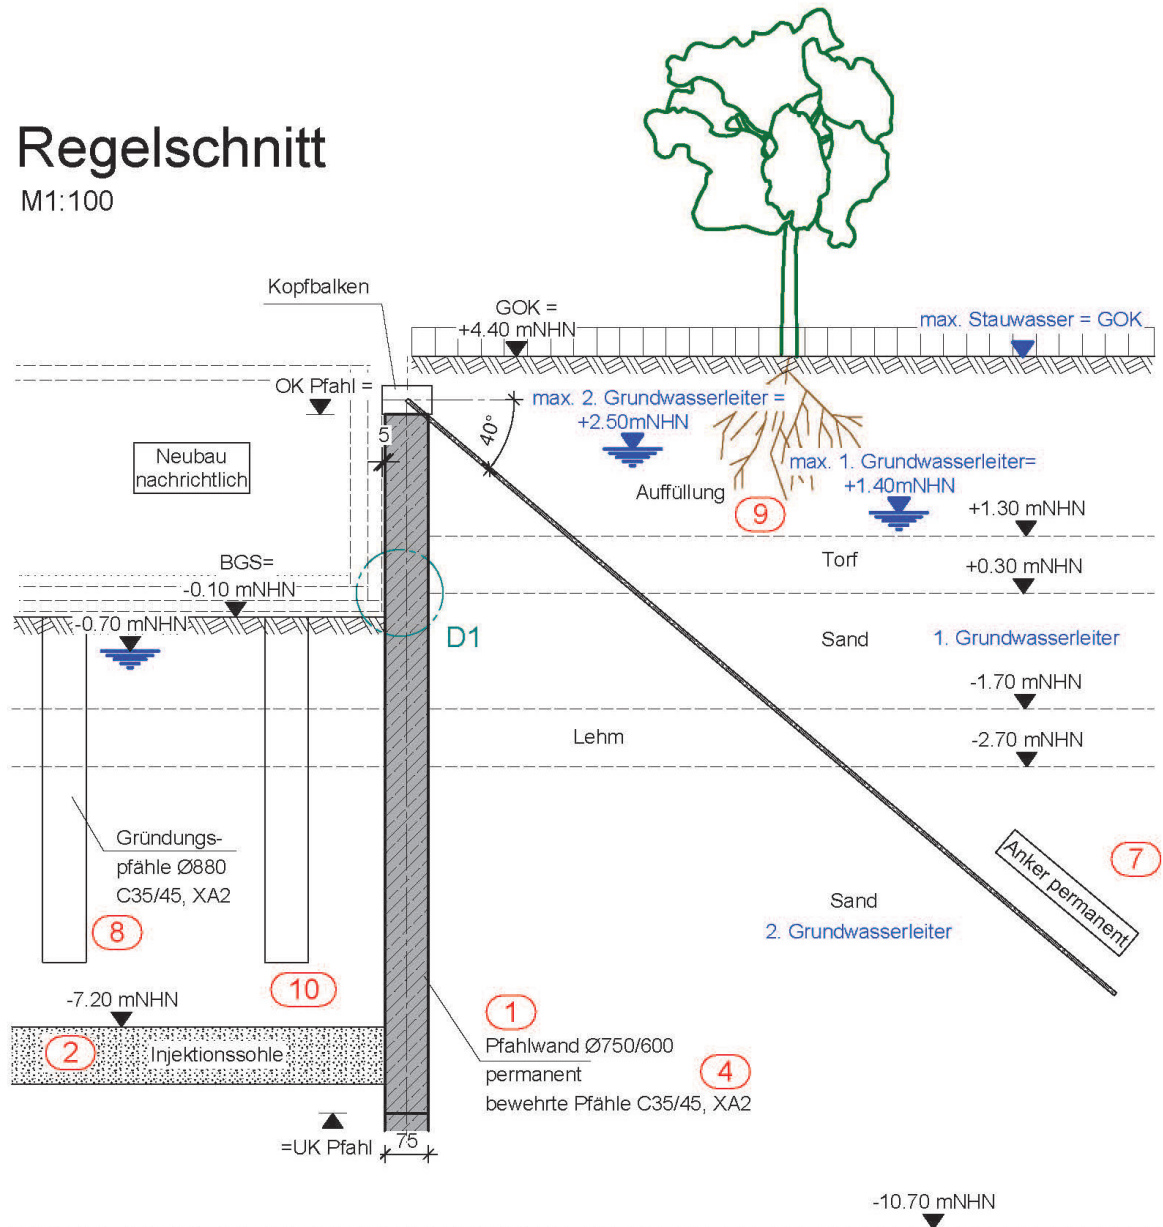 Regelschnitt
M1:100
Kopfbalken
GOK =
+4.40 mNHN
max. Stauwasser = GOK
OK Pfahl =
max. 2. Grundwasserleiter =
+2.50mNHN
40°
5
Neubau
nachrichtlich
max. 1. Grundwasserleiter=
+1.40mNHN
Auffüllung
9
+1.30 mNHN
BGS=
-0.10 mNHN
Torf
+0.30 mNHN
-0.70 mNHN
D1
Sand
1. Grundwasserleiter
-1.70 mNHN
Lehm
-2.70 mNHN
Gründungs-
pfähle Ø880
C35/45, XA2
8
Anker permanent
7
Sand
2. Grundwasserleiter
10
-7.20 mNHN
1
2
Injektionssohle
Pfahlwand Ø750/600
permanent
4
bewehrte Pfähle C35/45, XA2
=UK Pfahl
75
-10.70 mNHN